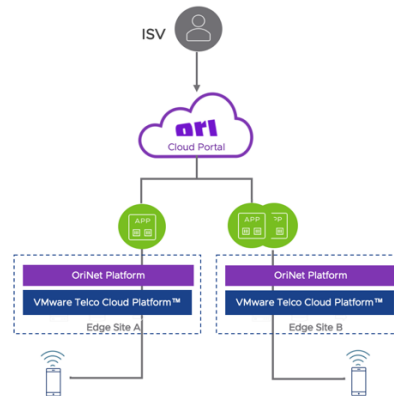 ISV
ori
Cloud Portal
APP
APP
OriNet Platform
VMware Telco Cloud Platform™
Edge Site A
OriNet Platform
VMware Telco Cloud Platform™
Edge Site B